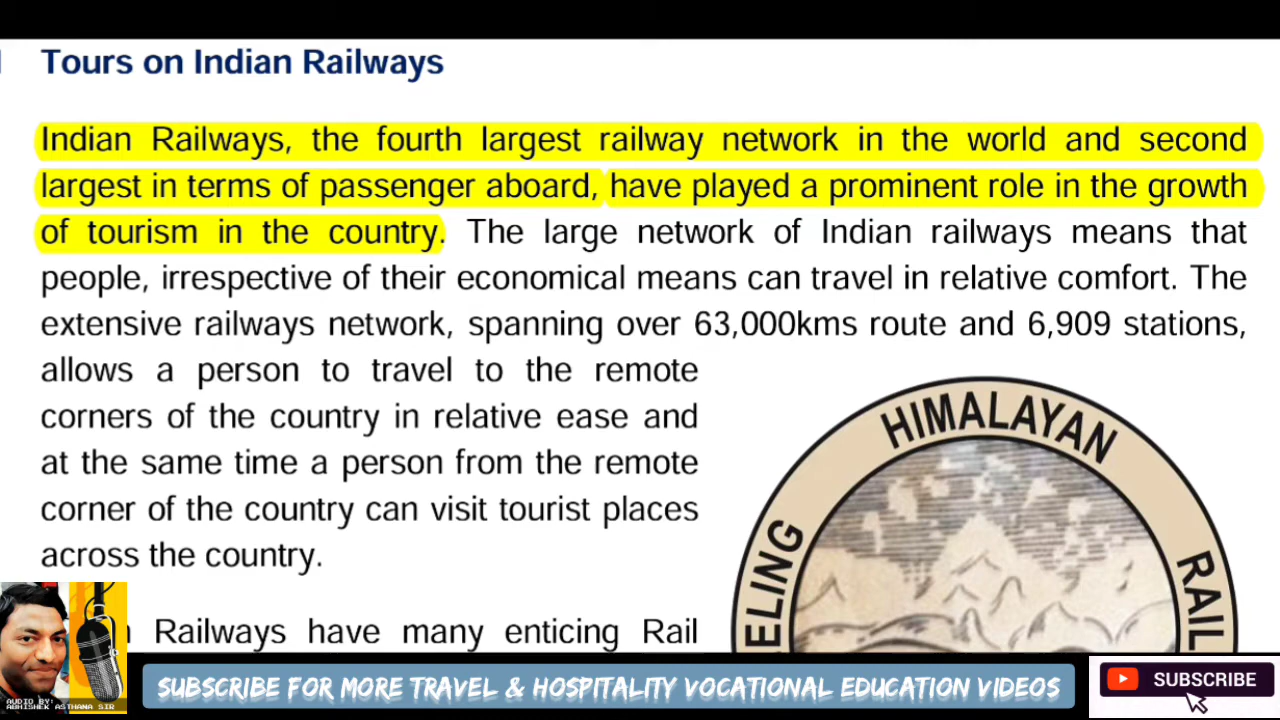 Tours on Indian Railways
Indian Railways, the fourth largest railway network in the world and second
largest in terms of passenger aboard, have played a prominent role in the growth
of tourism in the country. The large network of Indian railways means that
people, irrespective of their economical means can travel in relative comfort. The
extensive railways network, spanning over 63,000kms route and 6,909 stations,
allows a person to travel to the remote
corners of the country in relative ease and
at the same time a person from the remote
corner of the country can visit tourist places
across the country.
Railways have many enticing Rail
HIMALAYAN
ELING
RAIL
AUDIO BY:
ABHISHEK ASTHANA SIR
SUBSCRIBE FOR MORE TRAVEL & HOSPITALITY VOCATIONAL EDUCATION VIDEOS
SUBSCRIBE